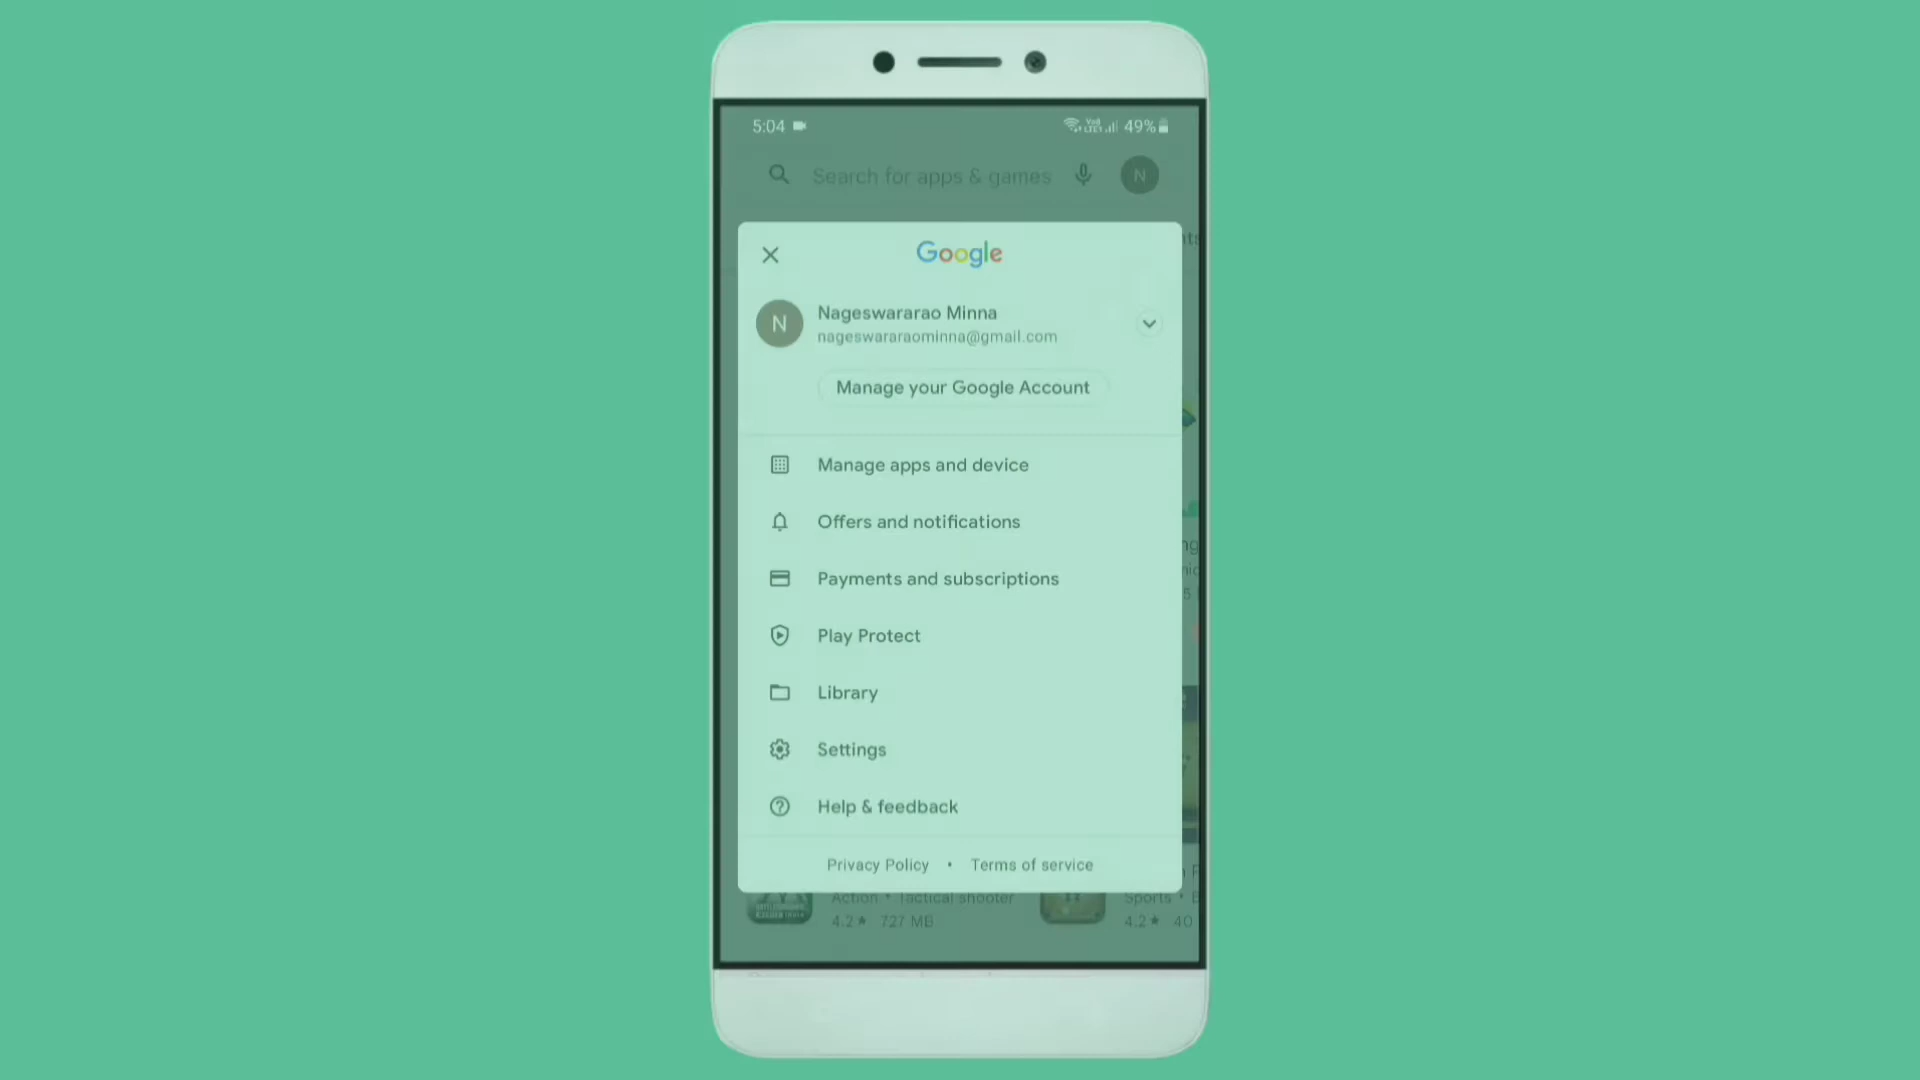 5:04 49%
Search for apps & games N
Google
N Nageswararao Minna
nageswararaominna@gmail.com
Manage your Google Account
Manage apps and device
Offers and notifications
Payments and subscriptions
Play Protect
Library
Settings
Help & feedback
Privacy Policy • Terms of service
Action • Tactical shooter Sports •
4.2★ 727 MB 4.2★ 40